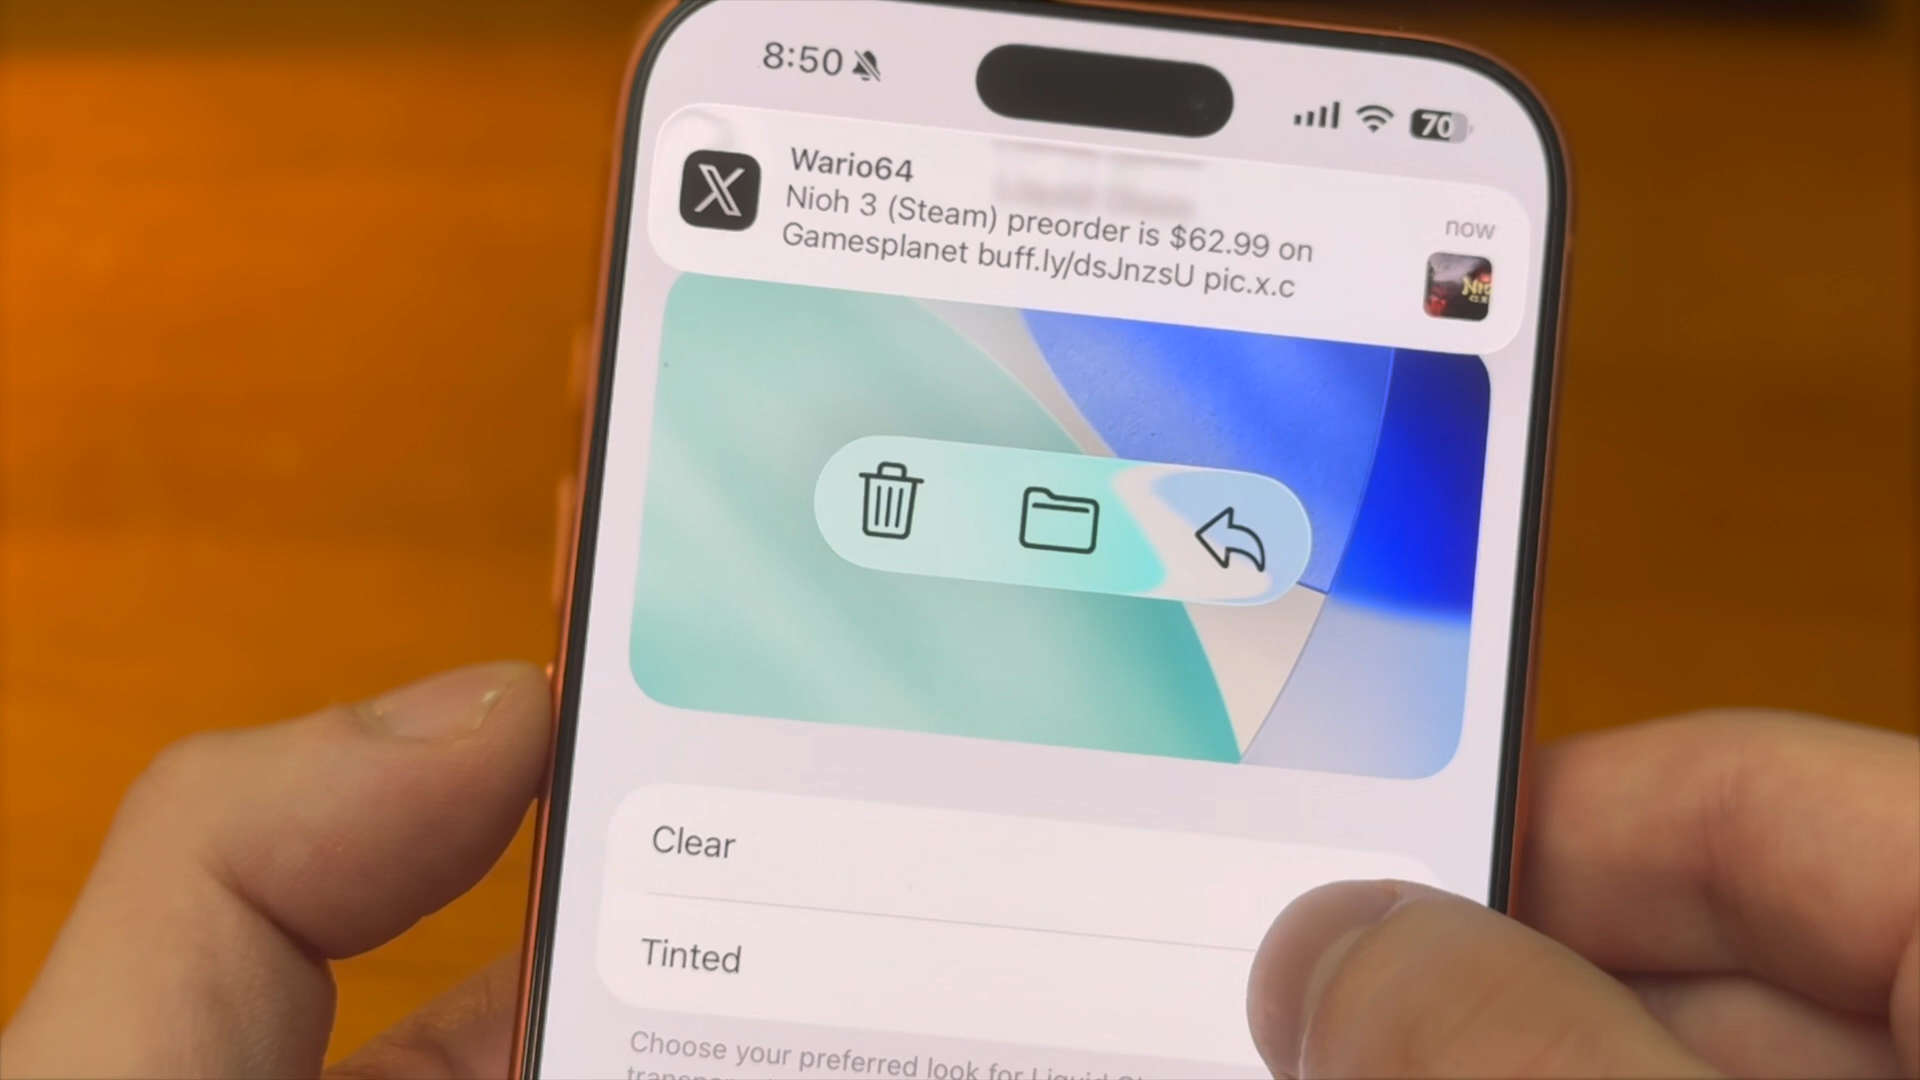 8:50
70
Wario64
now
Nioh 3 (Steam) preorder is $62.99 on
Gamesplanet buff.ly/dsJnzsU pic.x.c
Clear
Tinted
Choose your preferred look for Liquid